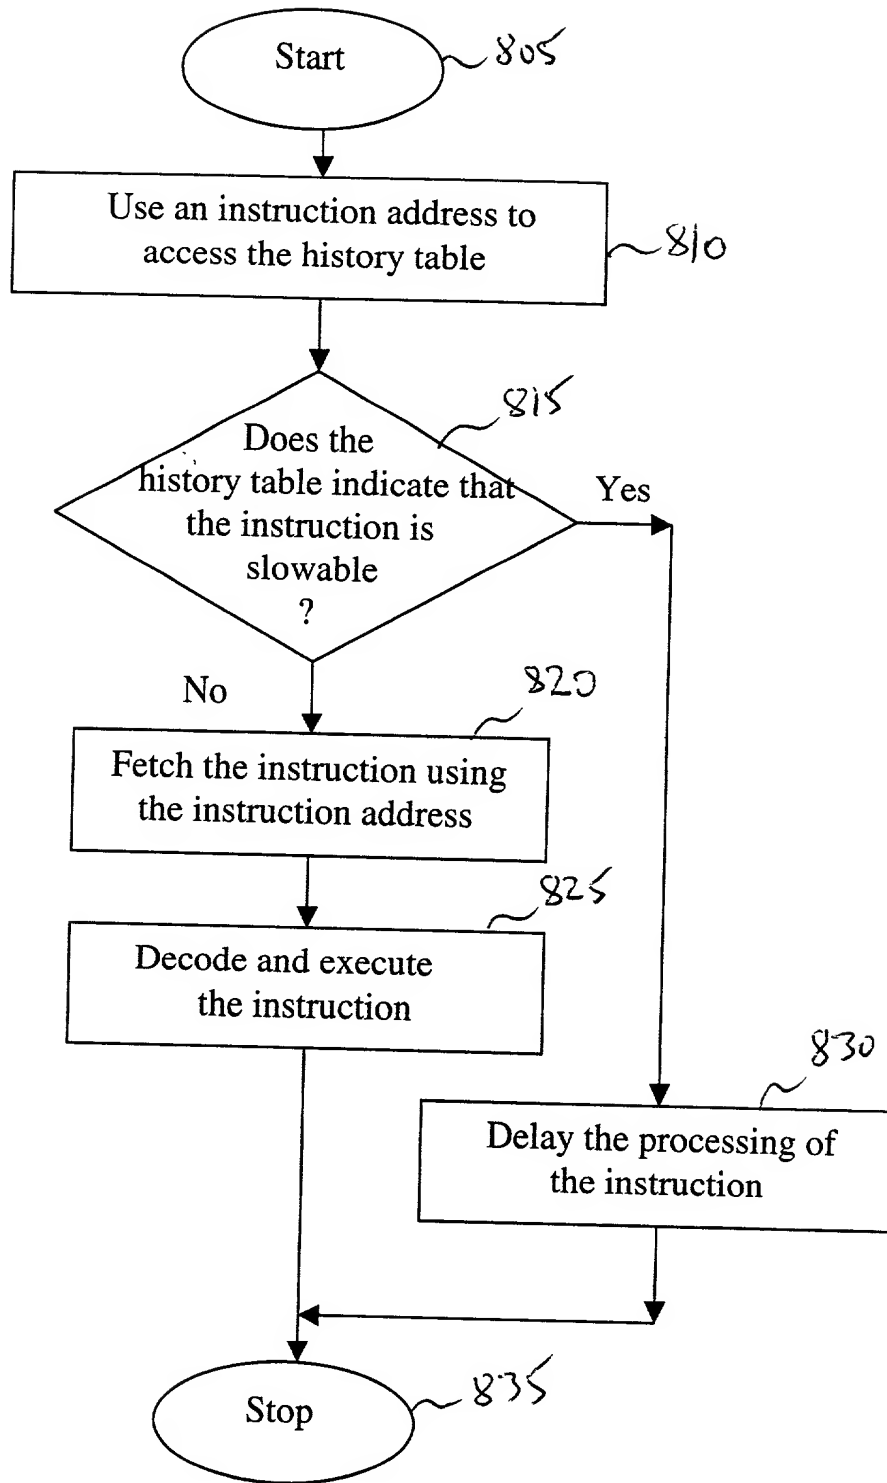 Start
805
Use an instruction address to
access the history table
810
815
Does the
history table indicate that
the instruction is
slowable
?
Yes
No
820
Fetch the instruction using
the instruction address
825
Decode and execute
the instruction
830
Delay the processing of
the instruction
Stop
835